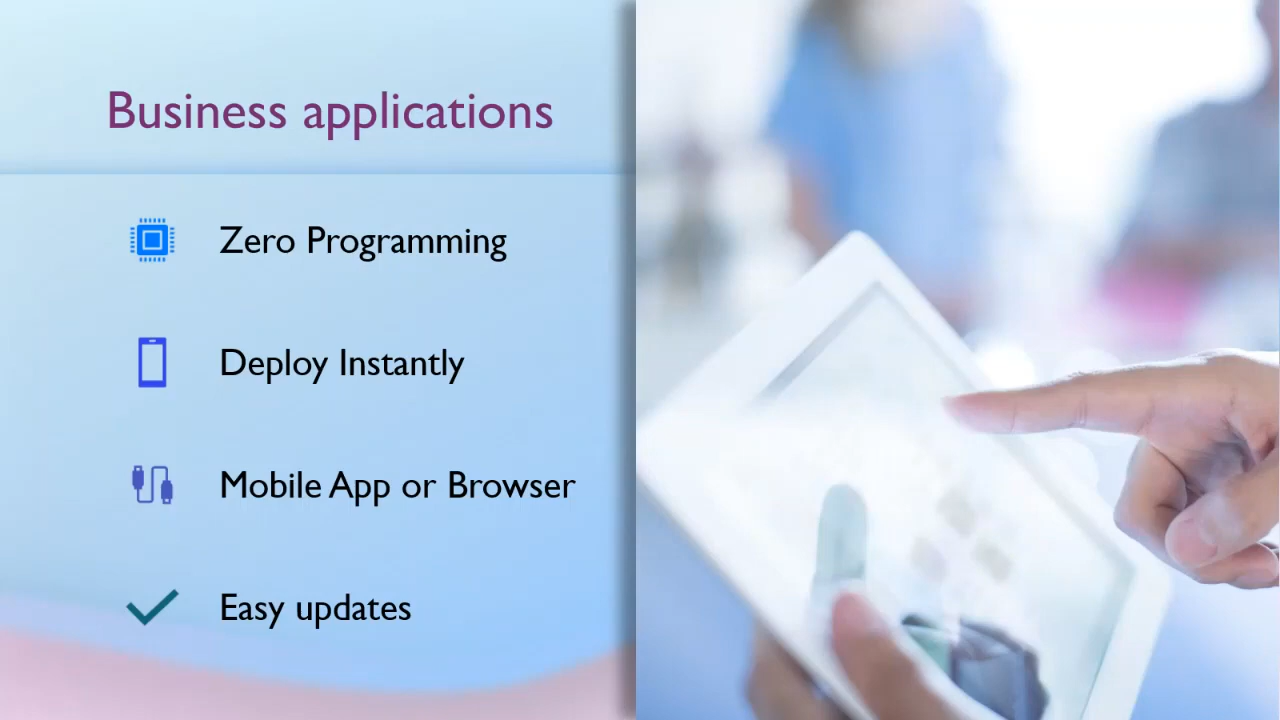 Business applications
Zero Programming
Deploy Instantly
Mobile App or Browser
Easy updates